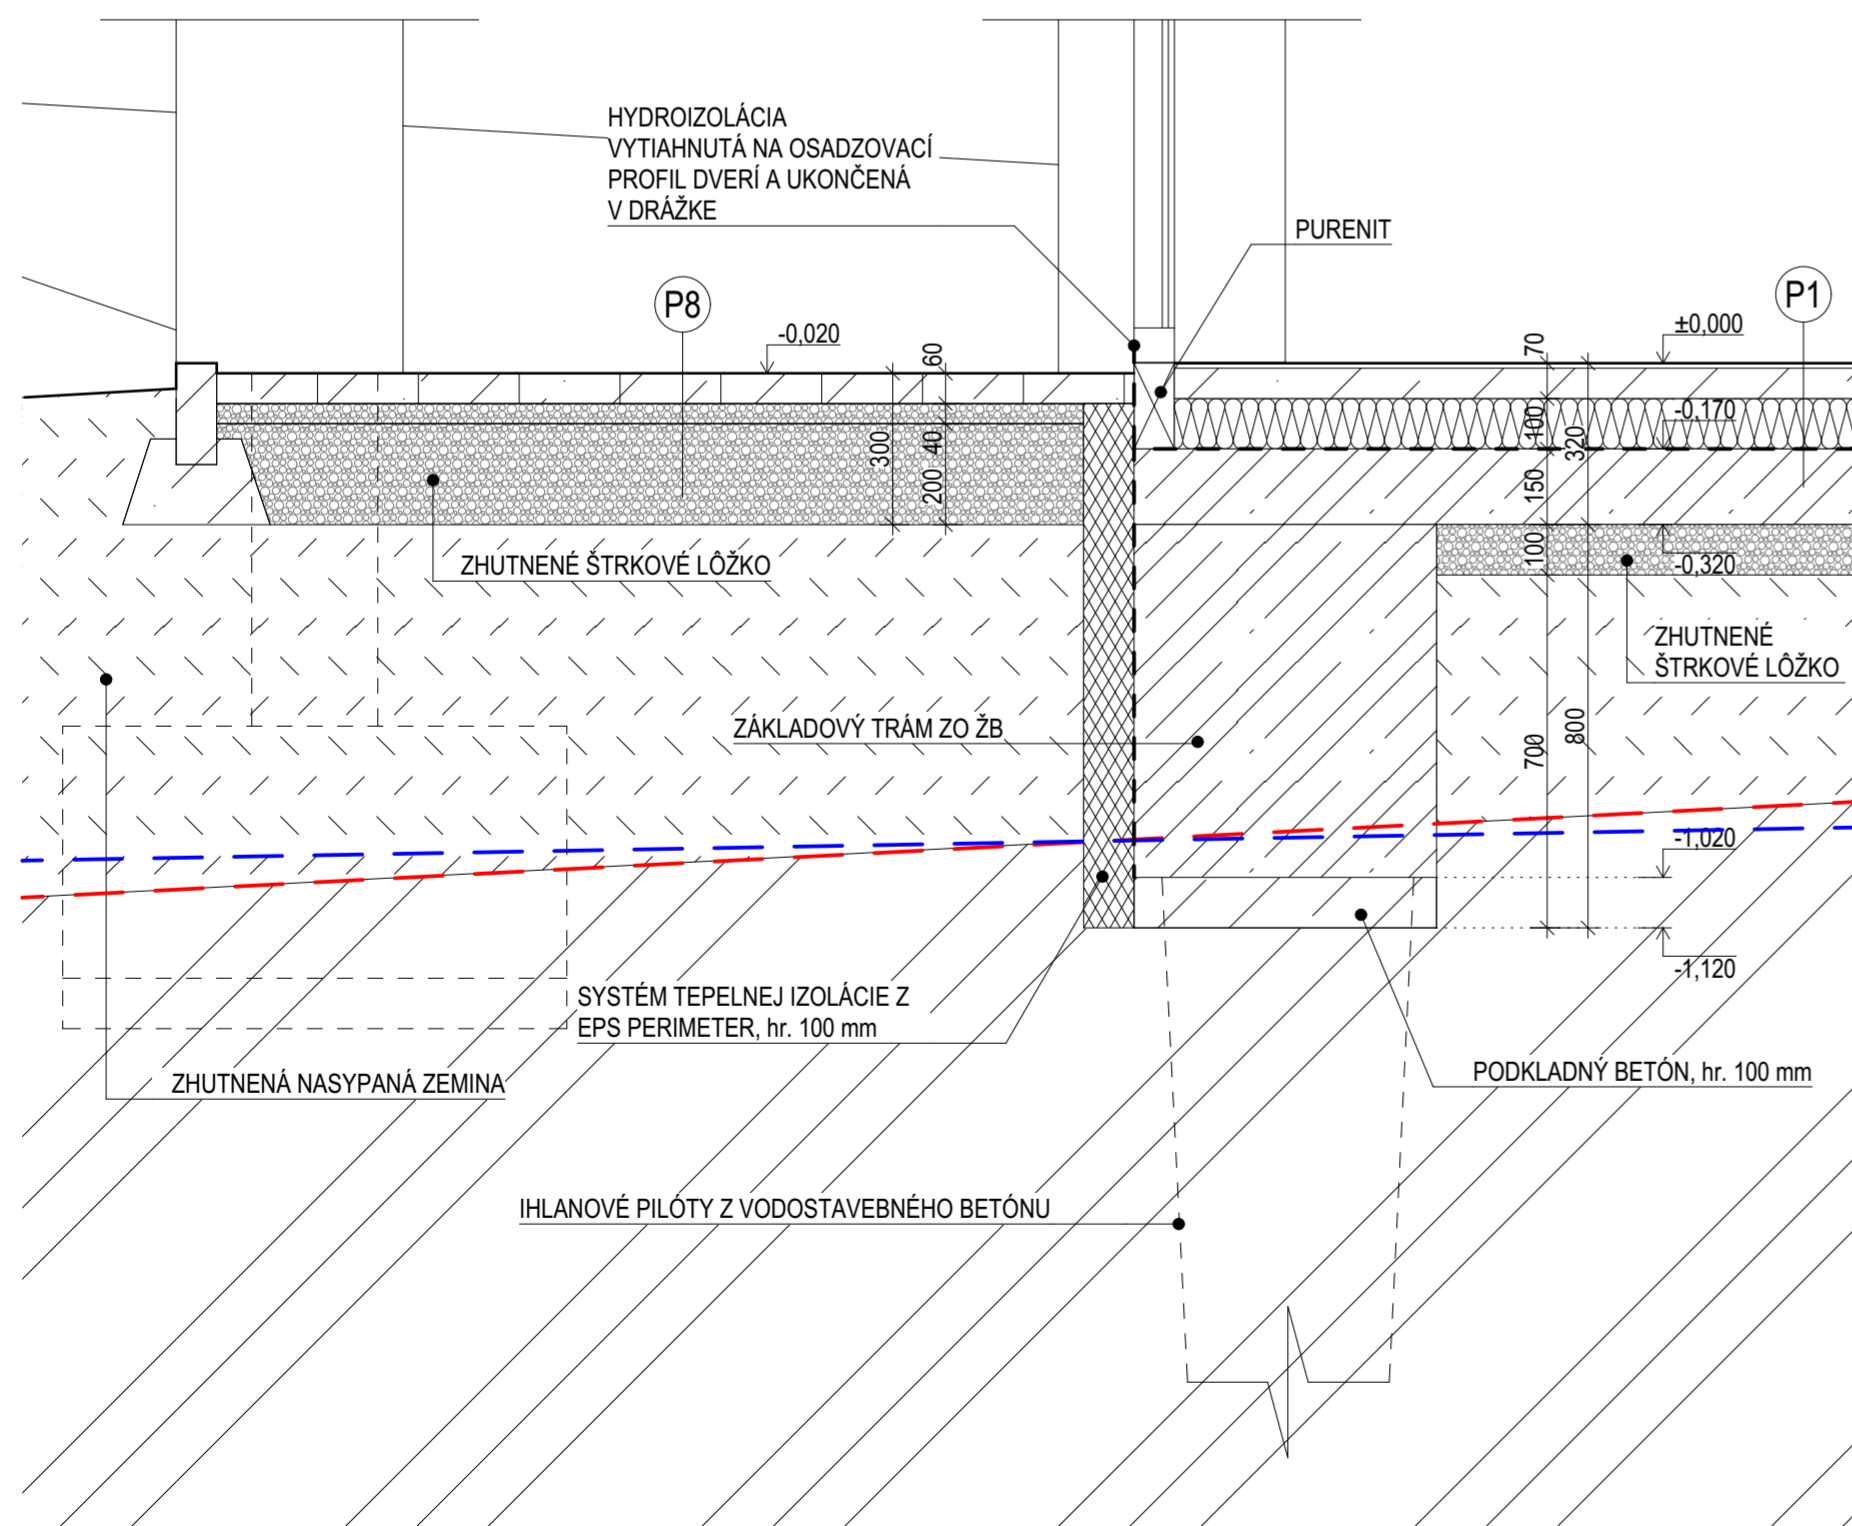 HYDROIZOLÁCIA
VYTIAHNUTÁ NA OSADZOVACÍ
PROFIL DVERÍ A UKONČENÁ
V DRÁŽKE
PURENIT
P8
P1
-0,020
±0,000
60
70
300
40
200
100
-0,170
320
150
100
-0,320
ZHUTNENÉ ŠTRKOVÉ LÔŽKO
ZHUTNENÉ
ŠTRKOVÉ LÔŽKO
ZÁKLADOVÝ TRÁM ZO ŽB
700
800
-1,020
-1,120
SYSTÉM TEPELNEJ IZOLÁCIE Z
EPS PERIMETER, hr. 100 mm
ZHUTNENÁ NASYPANÁ ZEMINA
PODKLADNÝ BETÓN, hr. 100 mm
IHLANOVÉ PILÓTY Z VODOSTAVEBNÉHO BETÓNU